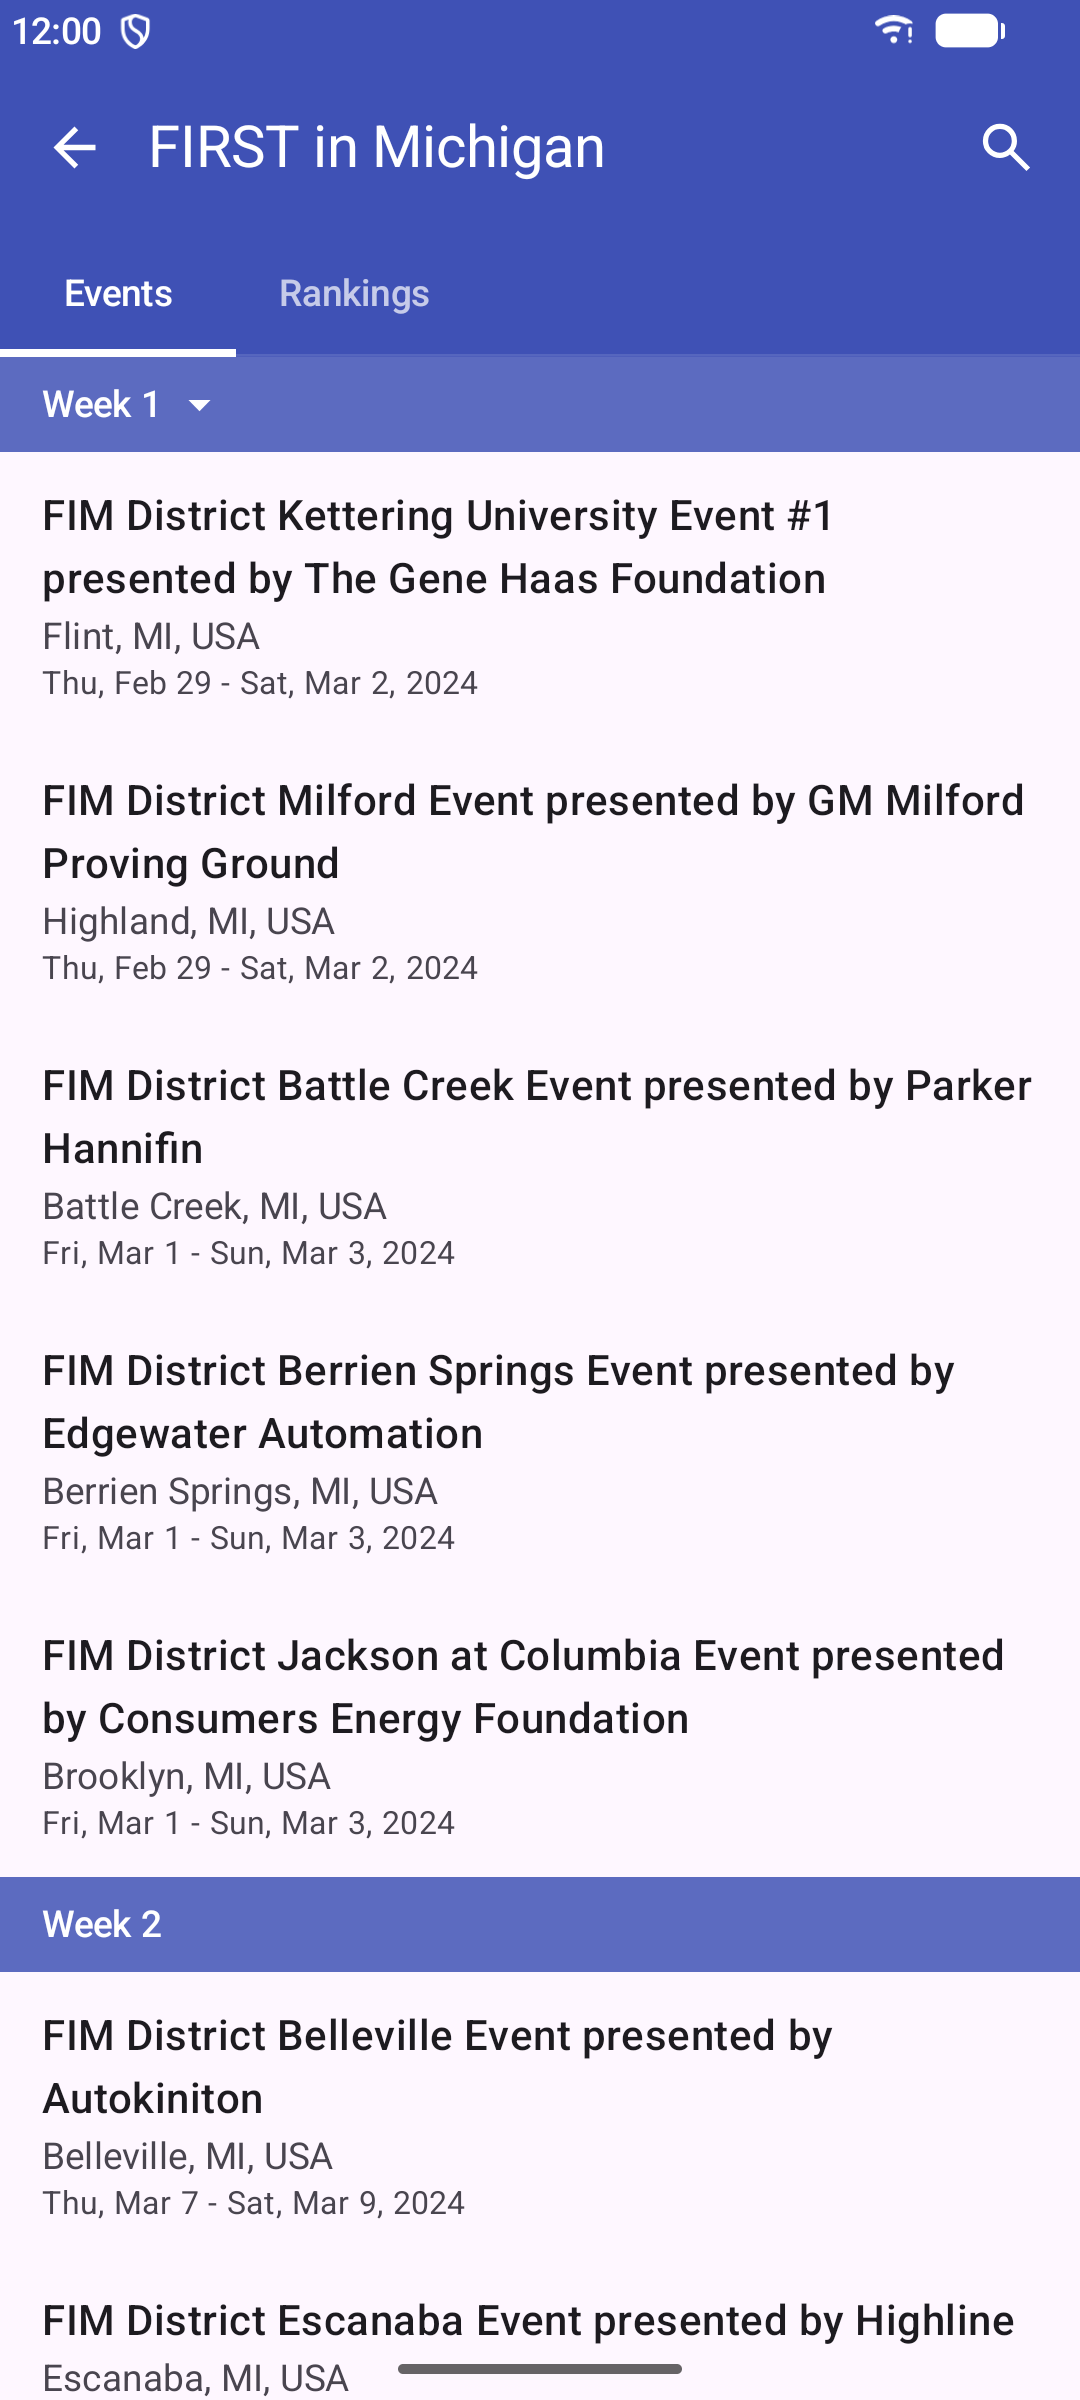 12:00
FIRST in Michigan
Events
Rankings
Week 1
FIM District Kettering University Event #1
presented by The Gene Haas Foundation
Flint, MI, USA
Thu, Feb 29 - Sat, Mar 2, 2024
FIM District Milford Event presented by GM Milford
Proving Ground
Highland, MI, USA
Thu, Feb 29 - Sat, Mar 2, 2024
FIM District Battle Creek Event presented by Parker
Hannifin
Battle Creek, MI, USA
Fri, Mar 1 - Sun, Mar 3, 2024
FIM District Berrien Springs Event presented by
Edgewater Automation
Berrien Springs, MI, USA
Fri, Mar 1 - Sun, Mar 3, 2024
FIM District Jackson at Columbia Event presented
by Consumers Energy Foundation
Brooklyn, MI, USA
Fri, Mar 1 - Sun, Mar 3, 2024
Week 2
FIM District Belleville Event presented by
Autokiniton
Belleville, MI, USA
Thu, Mar 7 - Sat, Mar 9, 2024
FIM District Escanaba Event presented by Highline
Escanaba, MI, USA